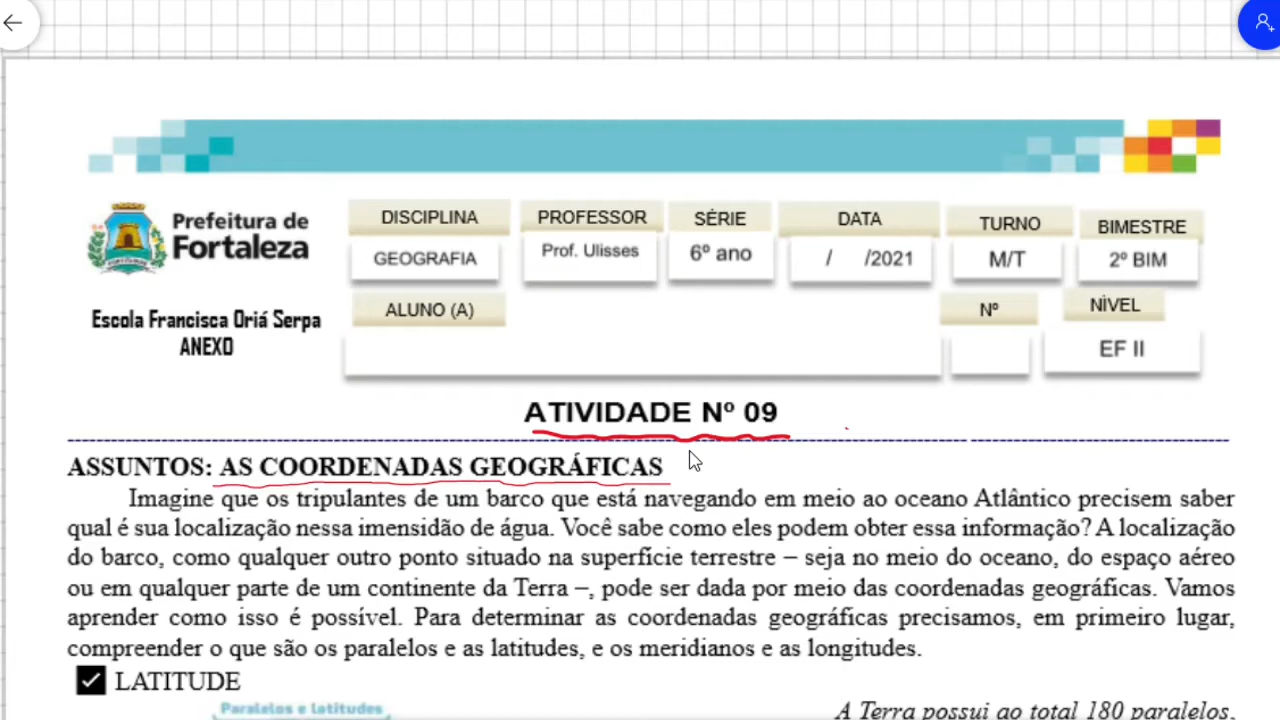 Prefeitura de
Fortaleza
Escola Francisca Oriá Serpa
ANEXO
DISCIPLINA PROFESSOR SÉRIE DATA TURNO BIMESTRE
GEOGRAFIA Prof. Ulisses 6º ano / /2021 M/T 2º BIM
ALUNO (A) Nº NÍVEL
EF II
ATIVIDADE Nº 09
ASSUNTOS: AS COORDENADAS GEOGRÁFICAS
Imagine que os tripulantes de um barco que está navegando em meio ao oceano Atlântico precisem saber
qual é sua localização nessa imensidão de água. Você sabe como eles podem obter essa informação? A localização
do barco, como qualquer outro ponto situado na superfície terrestre – seja no meio do oceano, do espaço aéreo
ou em qualquer parte de um continente da Terra –, pode ser dada por meio das coordenadas geográficas. Vamos
aprender como isso é possível. Para determinar as coordenadas geográficas precisamos, em primeiro lugar,
compreender o que são os paralelos e as latitudes, e os meridianos e as longitudes.
LATITUDE
Paralelos e latitudes
A Terra possui ao total 180 paralelos,